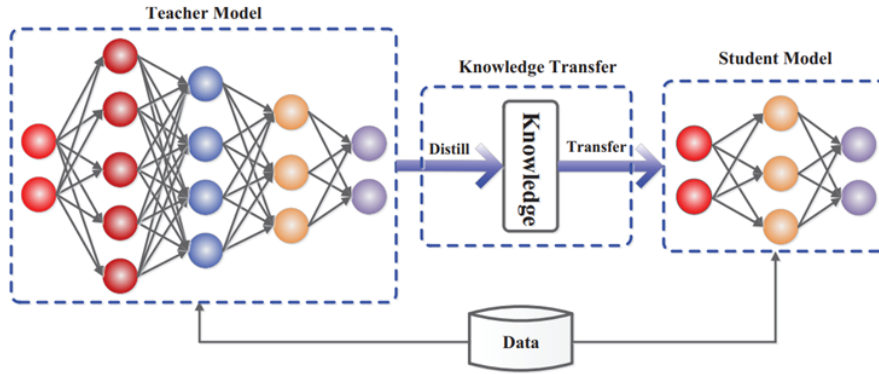 Teacher Model
Knowledge Transfer
Student Model
Distill
Knowledge
Transfer
Data